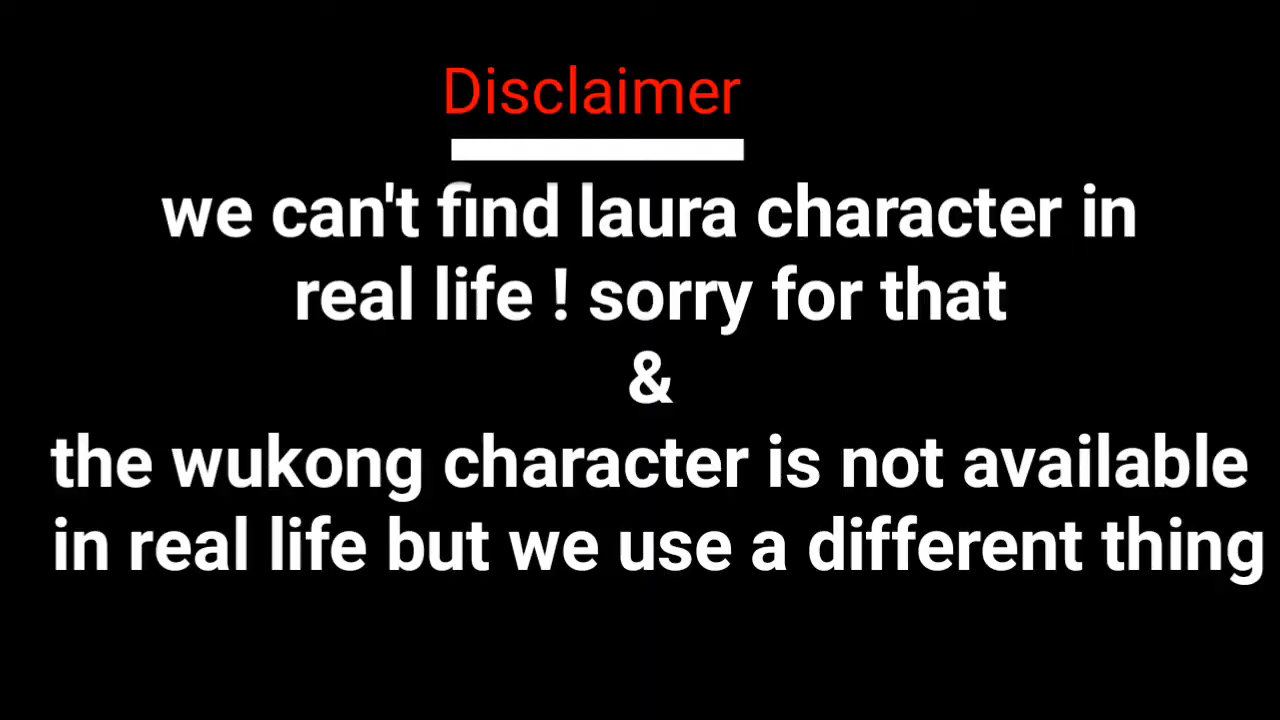 Disclaimer
we can't find laura character in
real life ! sorry for that
&
the wukong character is not available
in real life but we use a different thing